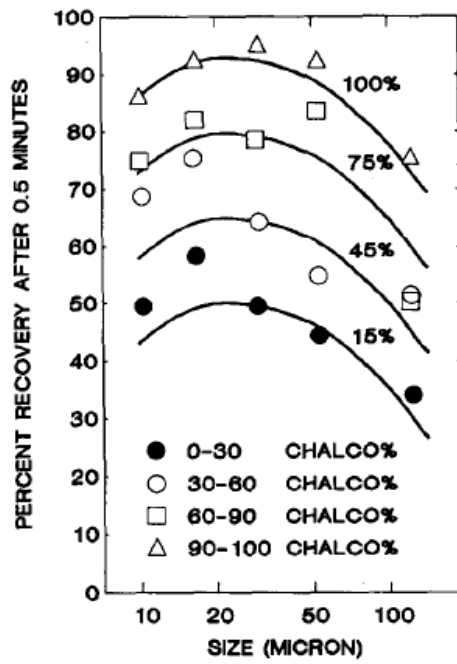 PERCENT RECOVERY AFTER 0.5 MINUTES
100
90
80
70
60
50
40
30
20
10
0
100%
75%
45%
15%
0-30 CHALCO%
30-60 CHALCO%
60-90 CHALCO%
90-100 CHALCO%
10 20 50 100
SIZE (MICRON)